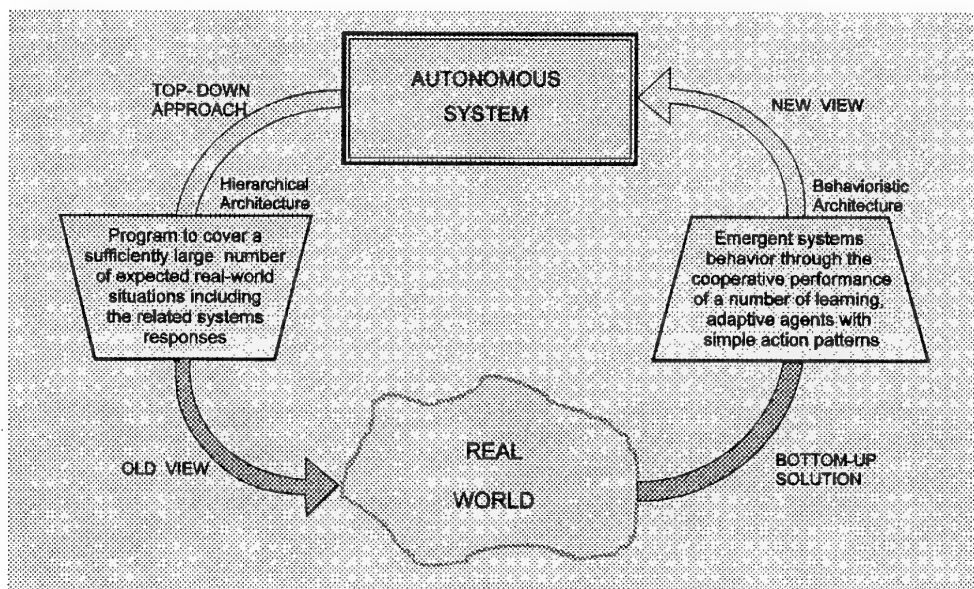 AUTONOMOUS
SYSTEM
TOP- DOWN
APPROACH
Hierarchical
Architecture
Program to cover a
sufficiently large number
of expected real-world
situations including
the related systems
responses
OLD VIEW
REAL
WORLD
NEW VIEW
Behavioristic
Architecture
Emergent systems
behavior through the
cooperative performance
of a number of learning,
adaptive agents with
simple action patterns
BOTTOM-UP
SOLUTION